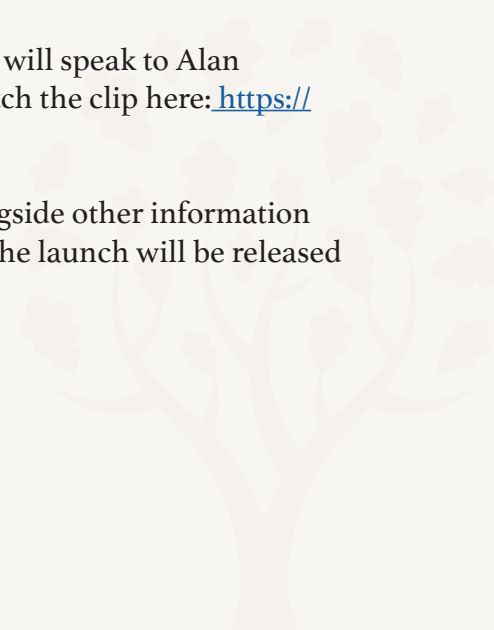 will speak to Alan
ch the clip here: https://
gside other information
he launch will be released